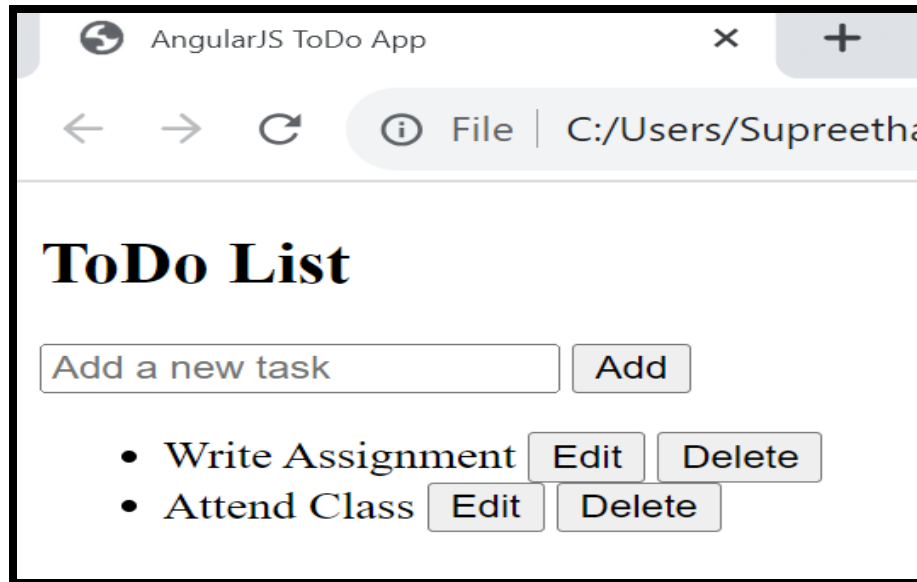 AngularJS ToDo App
File C:/Users/Supreetha
ToDo List
Add a new task Add
Write Assignment Edit Delete
Attend Class Edit Delete